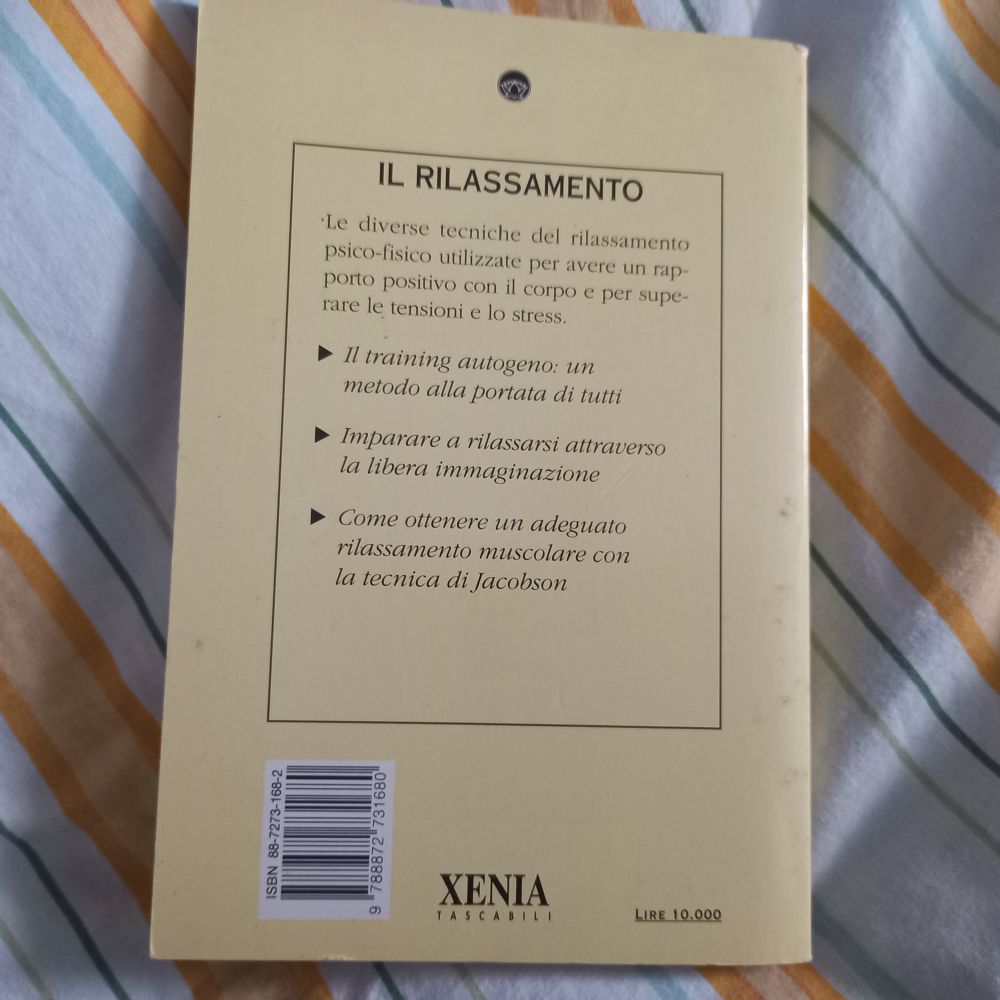 IL RILASSAMENTO
Le diverse tecniche del rilassamento
psico-fisico utilizzate per avere un rap-
porto positivo con il corpo e per supe-
rare le tensioni e lo stress.
► Il training autogeno: un
metodo alla portata di tutti
► Imparare a rilassarsi attraverso
la libera immaginazione
► Come ottenere un adeguato
rilassamento muscolare con
la tecnica di Jacobson
ISBN 88-7273-168-2
9 788872 731680
XENIA
TASCABILI
LIRE 10.000